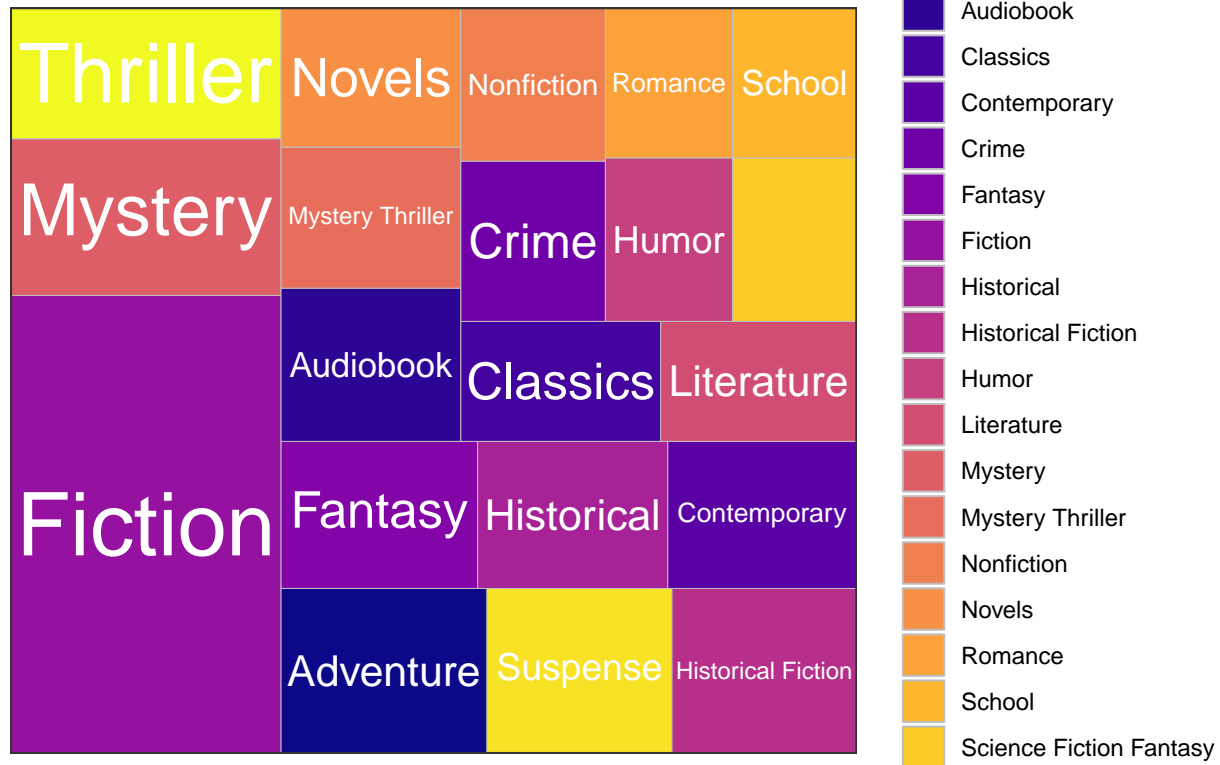 Thriller
Novels
Nonfiction
Romance
School
Mystery
Mystery Thriller
Crime
Humor
Audiobook
Classics
Literature
Fiction
Fantasy
Historical
Contemporary
Adventure
Suspense
Historical Fiction
Audiobook
Classics
Contemporary
Crime
Fantasy
Fiction
Historical
Historical Fiction
Humor
Literature
Mystery
Mystery Thriller
Nonfiction
Novels
Romance
School
Science Fiction Fantasy